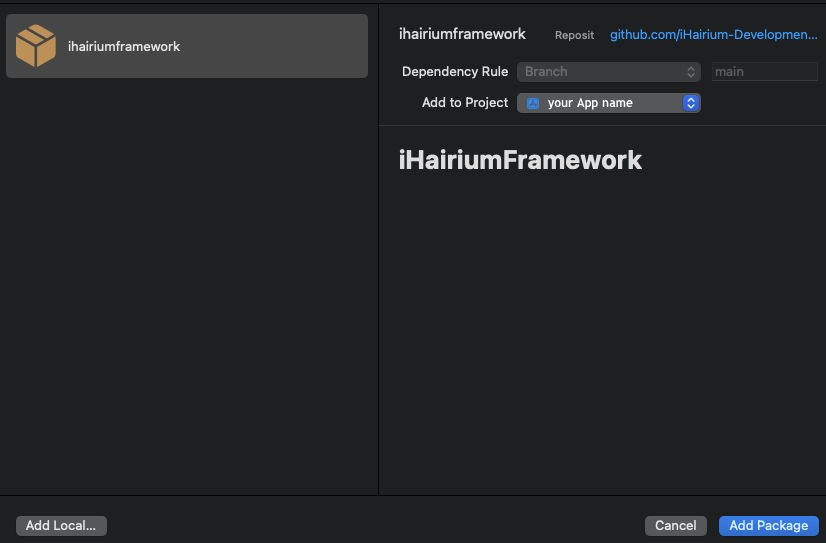 ihairiumframework
ihairiumframework Reposit github.com/iHairium-Developmen...
Dependency Rule Branch main
Add to Project your App name
iHairiumFramework
Add Local... Cancel Add Package